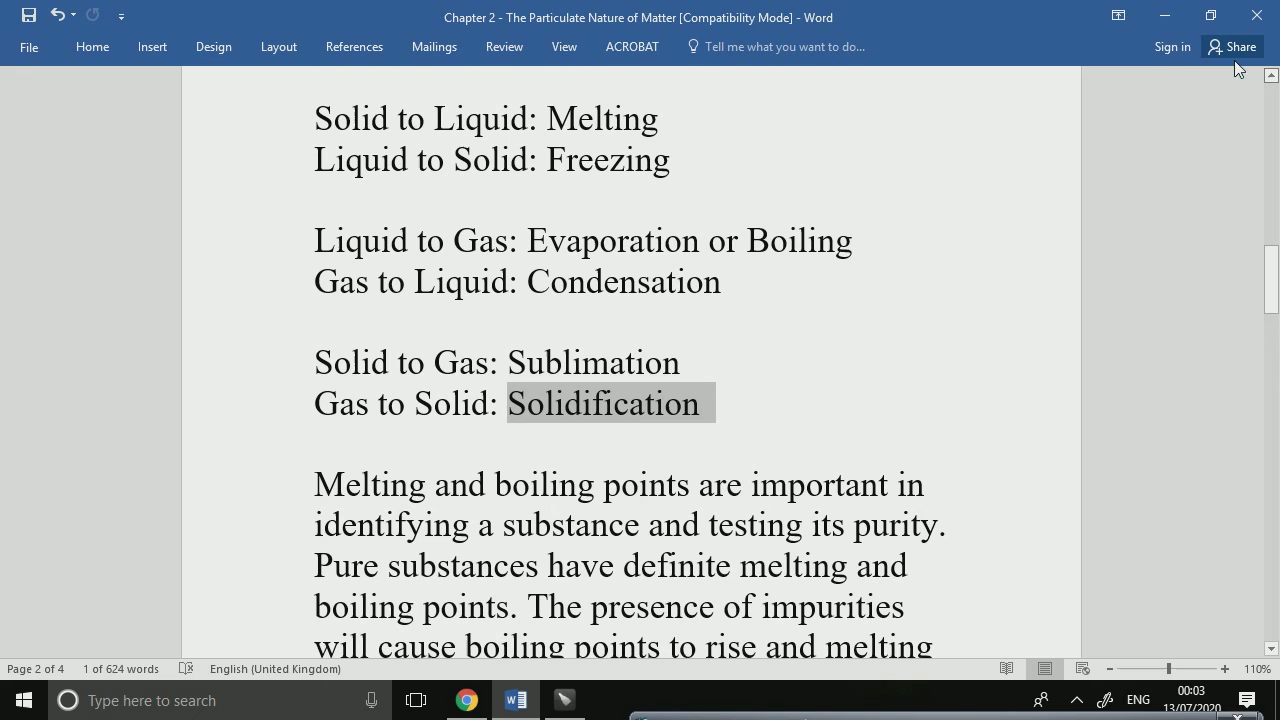 Chapter 2 - The Particulate Nature of Matter [Compatibility Mode] - Word
File Home Insert Design Layout References Mailings Review View ACROBAT Tell me what you want to do... Sign in Share
Solid to Liquid: Melting
Liquid to Solid: Freezing
Liquid to Gas: Evaporation or Boiling
Gas to Liquid: Condensation
Solid to Gas: Sublimation
Gas to Solid: Solidification
Melting and boiling points are important in
identifying a substance and testing its purity.
Pure substances have definite melting and
boiling points. The presence of impurities
will cause boiling points to rise and melting
Page 2 of 4 1 of 624 words English (United Kingdom) 110%
Type here to search ENG 00:03
13/07/2020